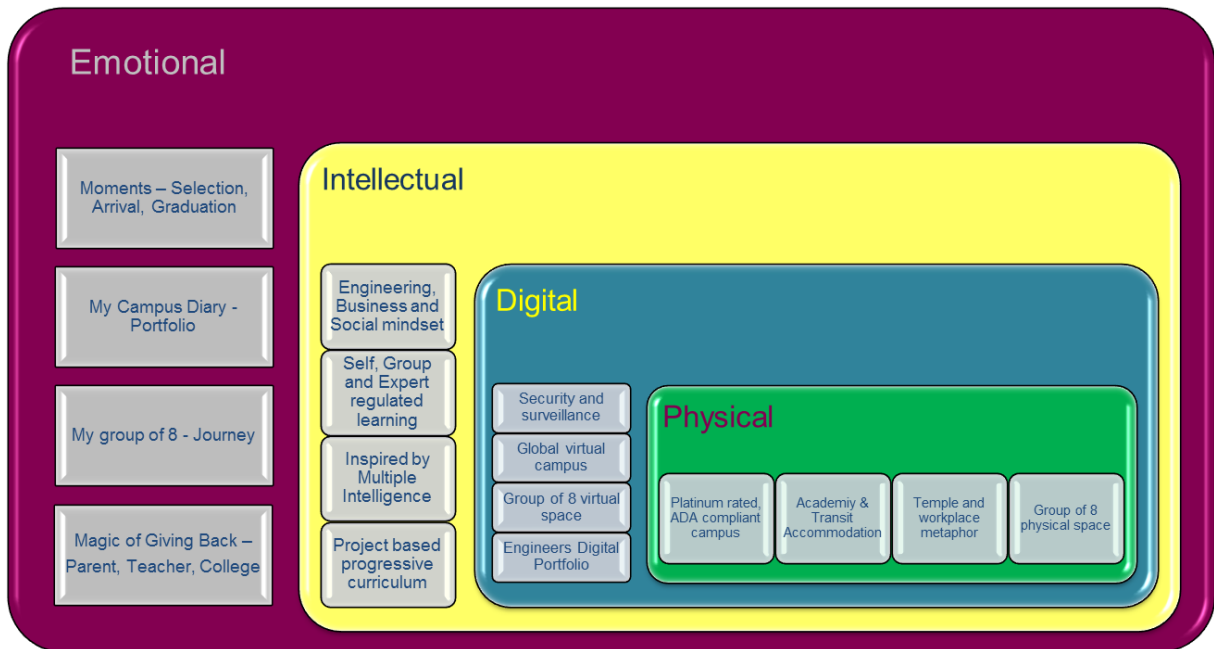 Emotional
Moments – Selection,
Arrival, Graduation
My Campus Diary -
Portfolio
My group of 8 - Journey
Magic of Giving Back –
Parent, Teacher, College
Intellectual
Engineering,
Business and
Social mindset
Self, Group
and Expert
regulated
learning
Inspired by
Multiple
Intelligence
Project based
progressive
curriculum
Digital
Security and
surveillance
Global virtual
campus
Group of 8 virtual
space
Engineers Digital
Portfolio
Physical
Platinum rated,
ADA compliant
campus
Academiy &
Transit
Accommodation
Temple and
workplace
metaphor
Group of 8
physical space